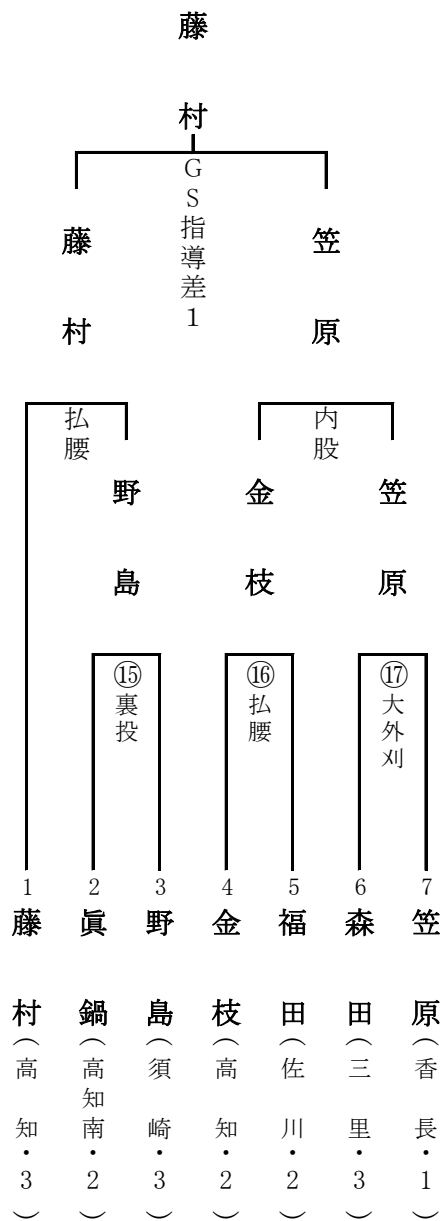 藤村
GS指導差1
藤村
笠原
払腰
内股
野島
金枝
笠原
⑮裏投
⑯払腰
⑰大外刈
1 藤村(高知・3)
2 眞鍋(高知南・2)
3 野島(須崎・3)
4 金枝(高知・2)
5 福田(佐川・2)
6 森田(三里・3)
7 笠原(香長・1)